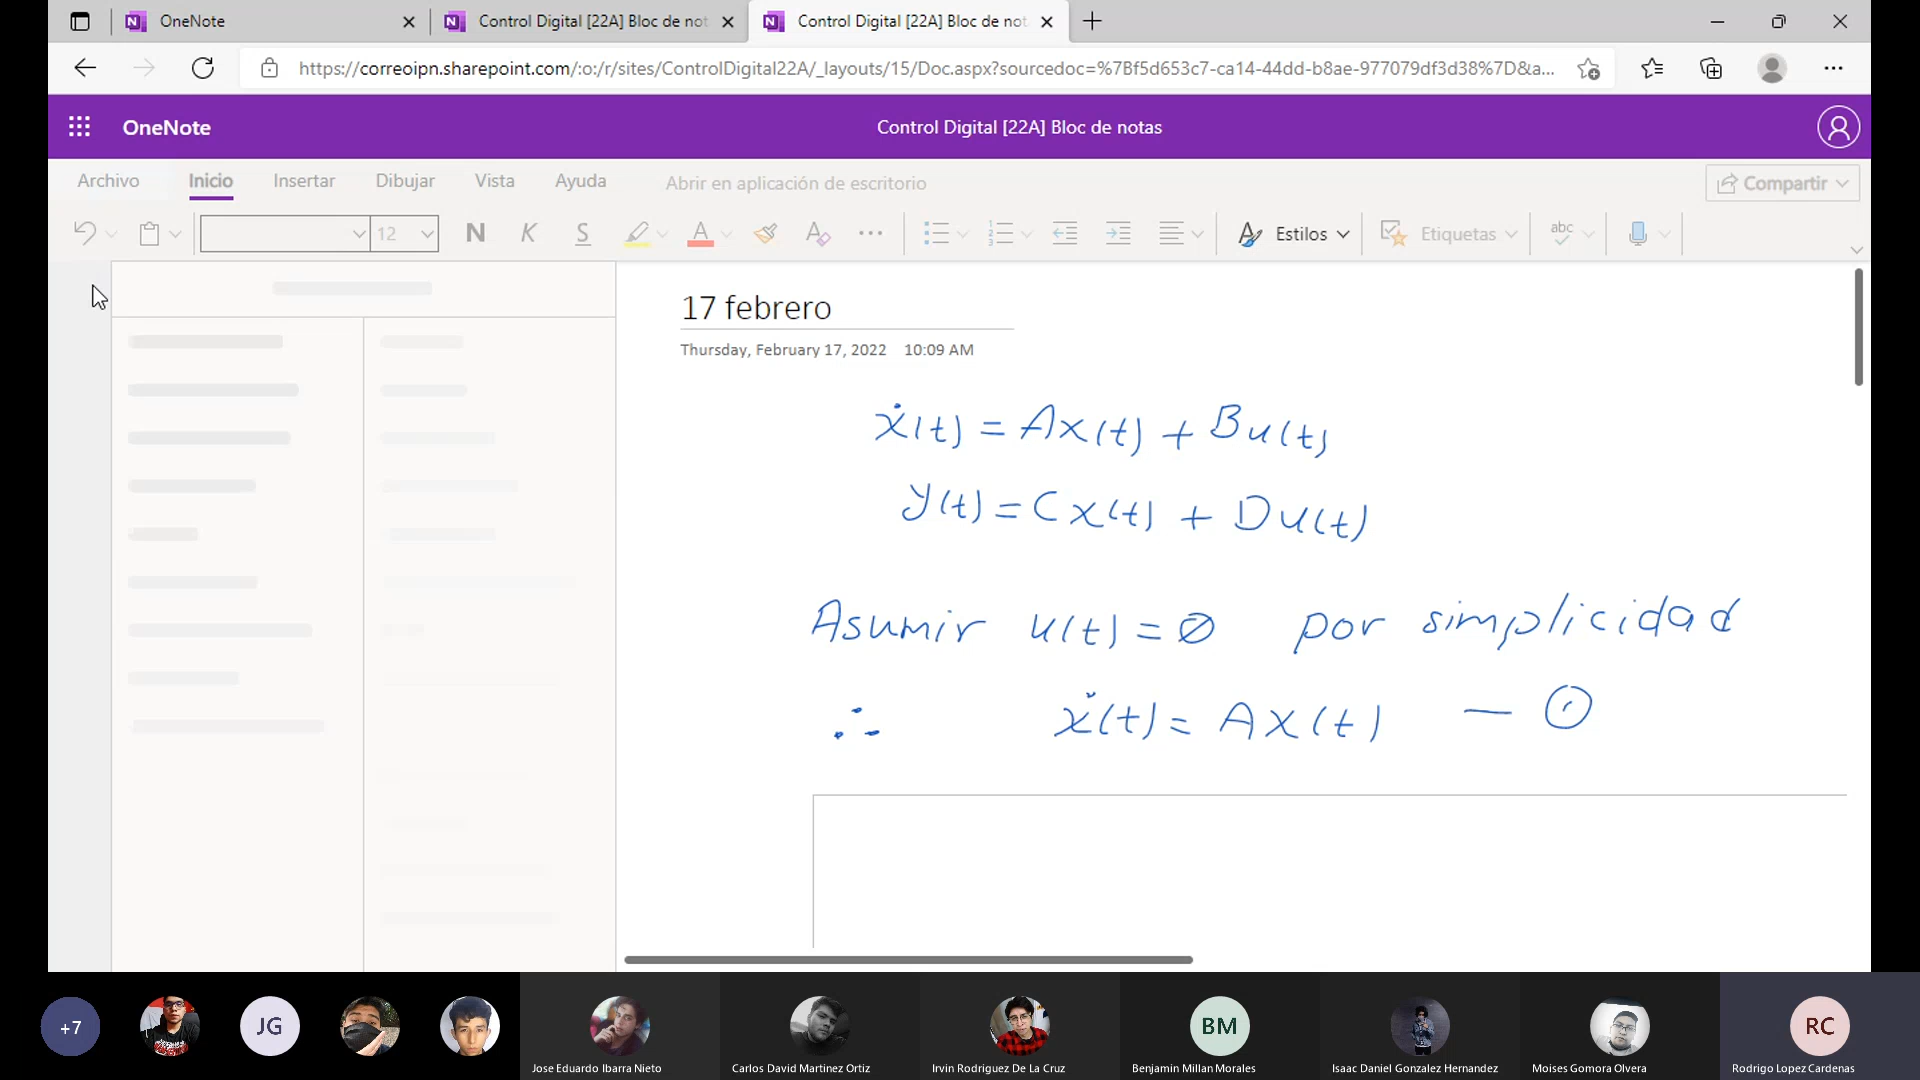 OneNote
Control Digital [22A] Bloc de not
Control Digital [22A] Bloc de not
https://correoipn.sharepoint.com/:o:/r/sites/ControlDigital22A/_layouts/15/Doc.aspx?sourcedoc=%7Bf5d653c7-ca14-44dd-b8ae-977079df3d38%7D&a...
OneNote
Control Digital [22A] Bloc de notas
Archivo Inicio Insertar Dibujar Vista Ayuda Abrir en aplicación de escritorio Compartir
12 N K S A A Estilos Etiquetas abc
17 febrero
Thursday, February 17, 2022 10:09 AM
ẋ(t) = Ax(t) + Bu(t)
y(t) = Cx(t) + Du(t)
Asumir u(t) = ∅ por simplicidad
∴ ẋ(t) = Ax(t) — ①
+7 JG BM RC
Jose Eduardo Ibarra Nieto
Carlos David Martinez Ortiz
Irvin Rodriguez De La Cruz
Benjamin Millan Morales
Isaac Daniel Gonzalez Hernandez
Moises Gomora Olvera
Rodrigo Lopez Cardenas